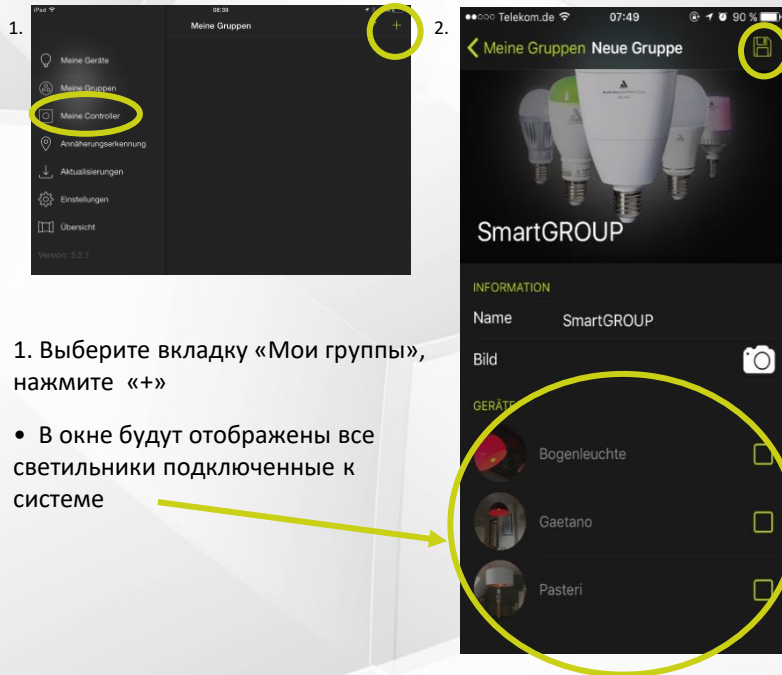 1.
iPad
08:39
Meine Gruppen
+
Meine Geräte
Meine Gruppen
Meine Controller
Annäherungserkennung
Aktualisierungen
Einstellungen
Übersicht
Version: 5.2.1
1. Выберите вкладку «Мои группы»,
нажмите «+»
• В окне будут отображены все
светильники подключенные к
системе
2.
Telekom.de 07:49 90 %
Meine Gruppen Neue Gruppe
SmartGROUP
INFORMATION
Name SmartGROUP
Bild
GERÄTE
Bogenleuchte
Gaetano
Pasteri